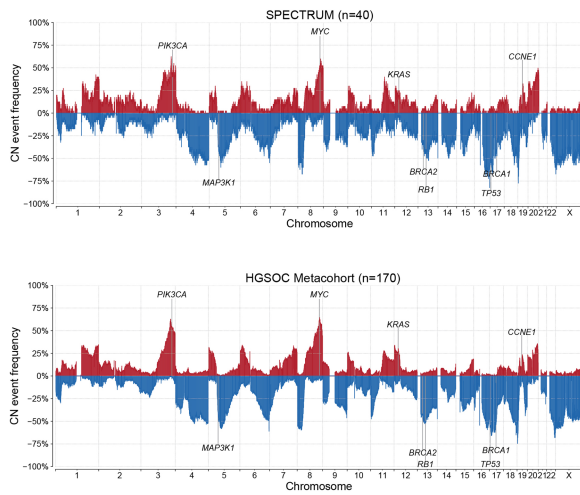 SPECTRUM (n=40)
CN event frequency
100%
75%
50%
25%
0%
−25%
−50%
−75%
−100%
MYC
PIK3CA
CCNE1
KRAS
MAP3K1
BRCA2
BRCA1
RB1
TP53
1 2 3 4 5 6 7 8 9 10 11 12 13 14 15 16 17 18 19 20 21 22 X
Chromosome
HGSOC Metacohort (n=170)
CN event frequency
100%
75%
50%
25%
0%
−25%
−50%
−75%
−100%
PIK3CA
MYC
KRAS
CCNE1
MAP3K1
BRCA2
BRCA1
RB1
TP53
1 2 3 4 5 6 7 8 9 10 11 12 13 14 15 16 17 18 19 20 21 22 X
Chromosome